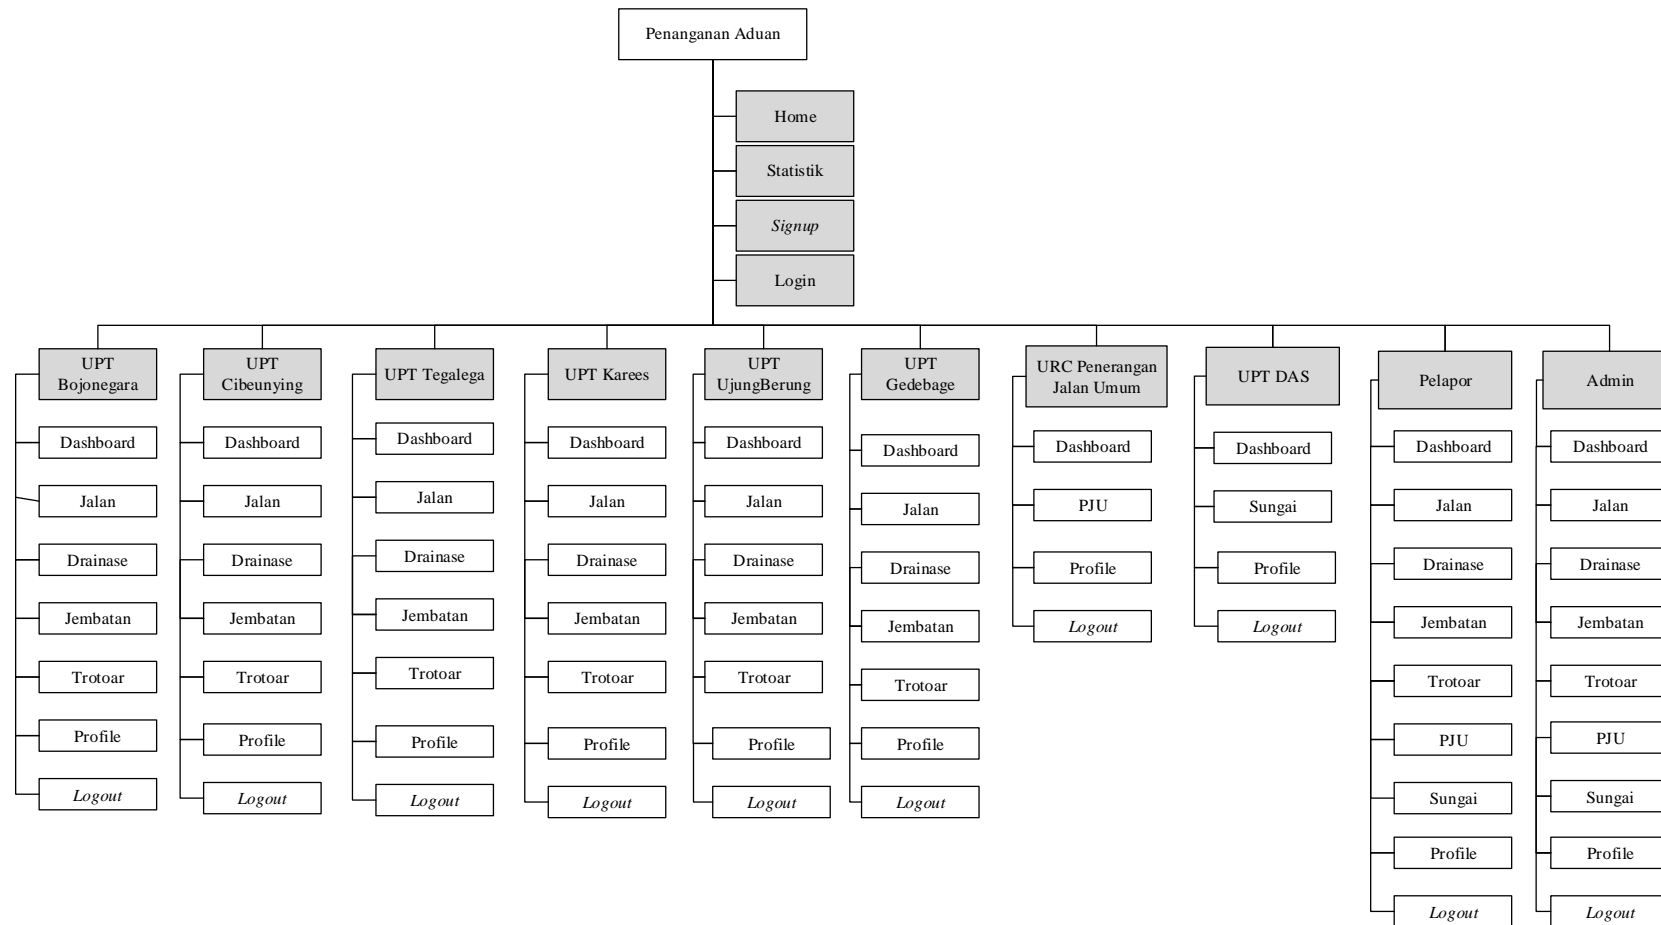 Penanganan Aduan
Home
Statistik
Signup
Login
UPT
Bojonegara
Dashboard
Jalan
Drainase
Jembatan
Trotoar
Profile
Logout
UPT
Cibeunying
Dashboard
Jalan
Drainase
Jembatan
Trotoar
Profile
Logout
UPT Tegalega
Dashboard
Jalan
Drainase
Jembatan
Trotoar
Profile
Logout
UPT Karees
Dashboard
Jalan
Drainase
Jembatan
Trotoar
Profile
Logout
UPT
UjungBerung
Dashboard
Jalan
Drainase
Jembatan
Trotoar
Profile
Logout
UPT
Gedebage
Dashboard
Jalan
Drainase
Jembatan
Trotoar
Profile
Logout
URC Penerangan
Jalan Umum
Dashboard
PJU
Profile
Logout
UPT DAS
Dashboard
Sungai
Profile
Logout
Pelapor
Dashboard
Jalan
Drainase
Jembatan
Trotoar
PJU
Sungai
Profile
Logout
Admin
Dashboard
Jalan
Drainase
Jembatan
Trotoar
PJU
Sungai
Profile
Logout